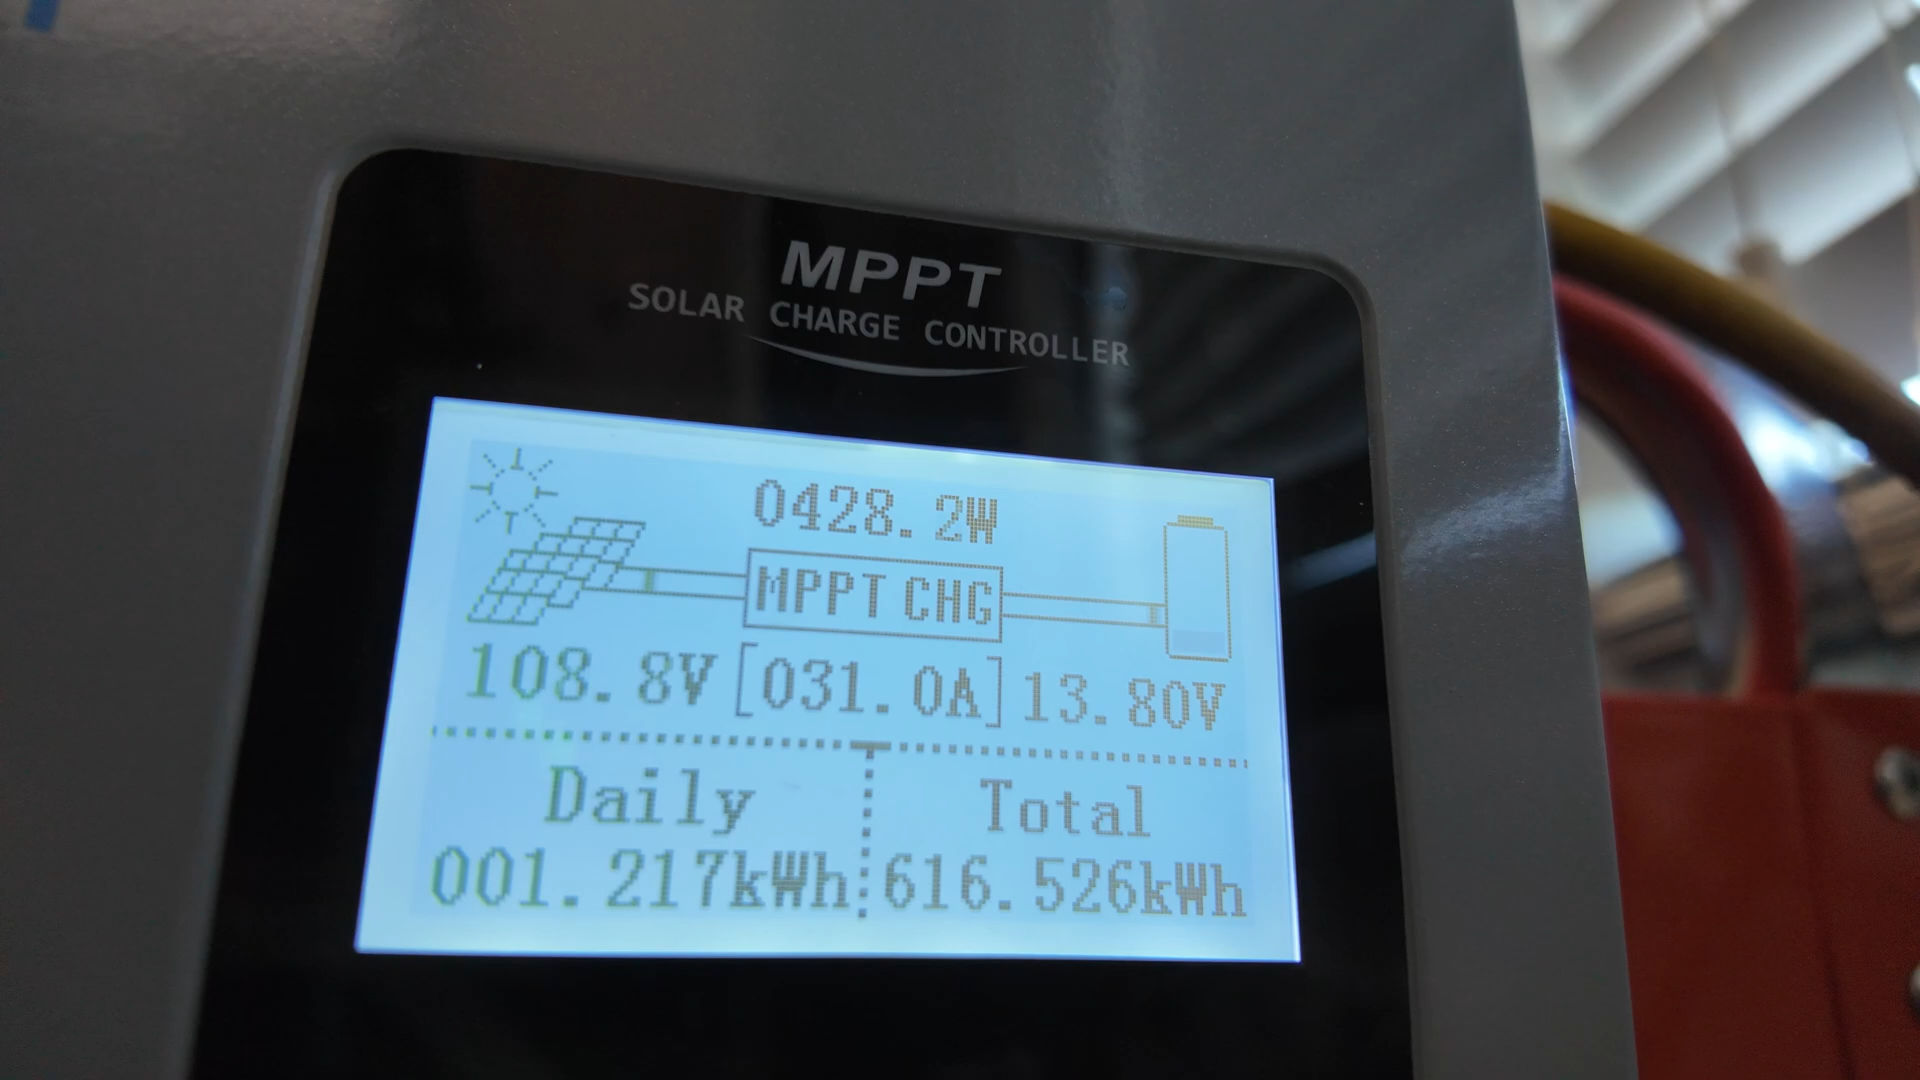 MPPT
SOLAR CHARGE CONTROLLER
0428.2W
MPPT CHG
108.8V [031.0A] 13.80V
Daily Total
001.217kWh 616.526kWh